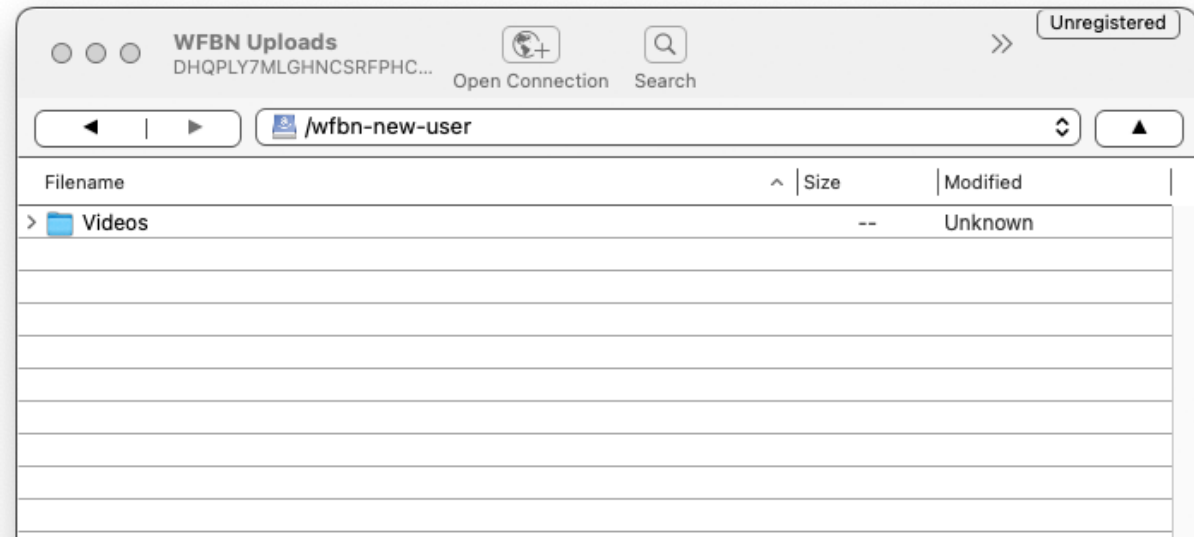 WFBN Uploads
DHQPLY7MLGHNCSRFPHC...
Open Connection
Search
Unregistered
/wfbn-new-user
Filename
Size
Modified
Videos
--
Unknown